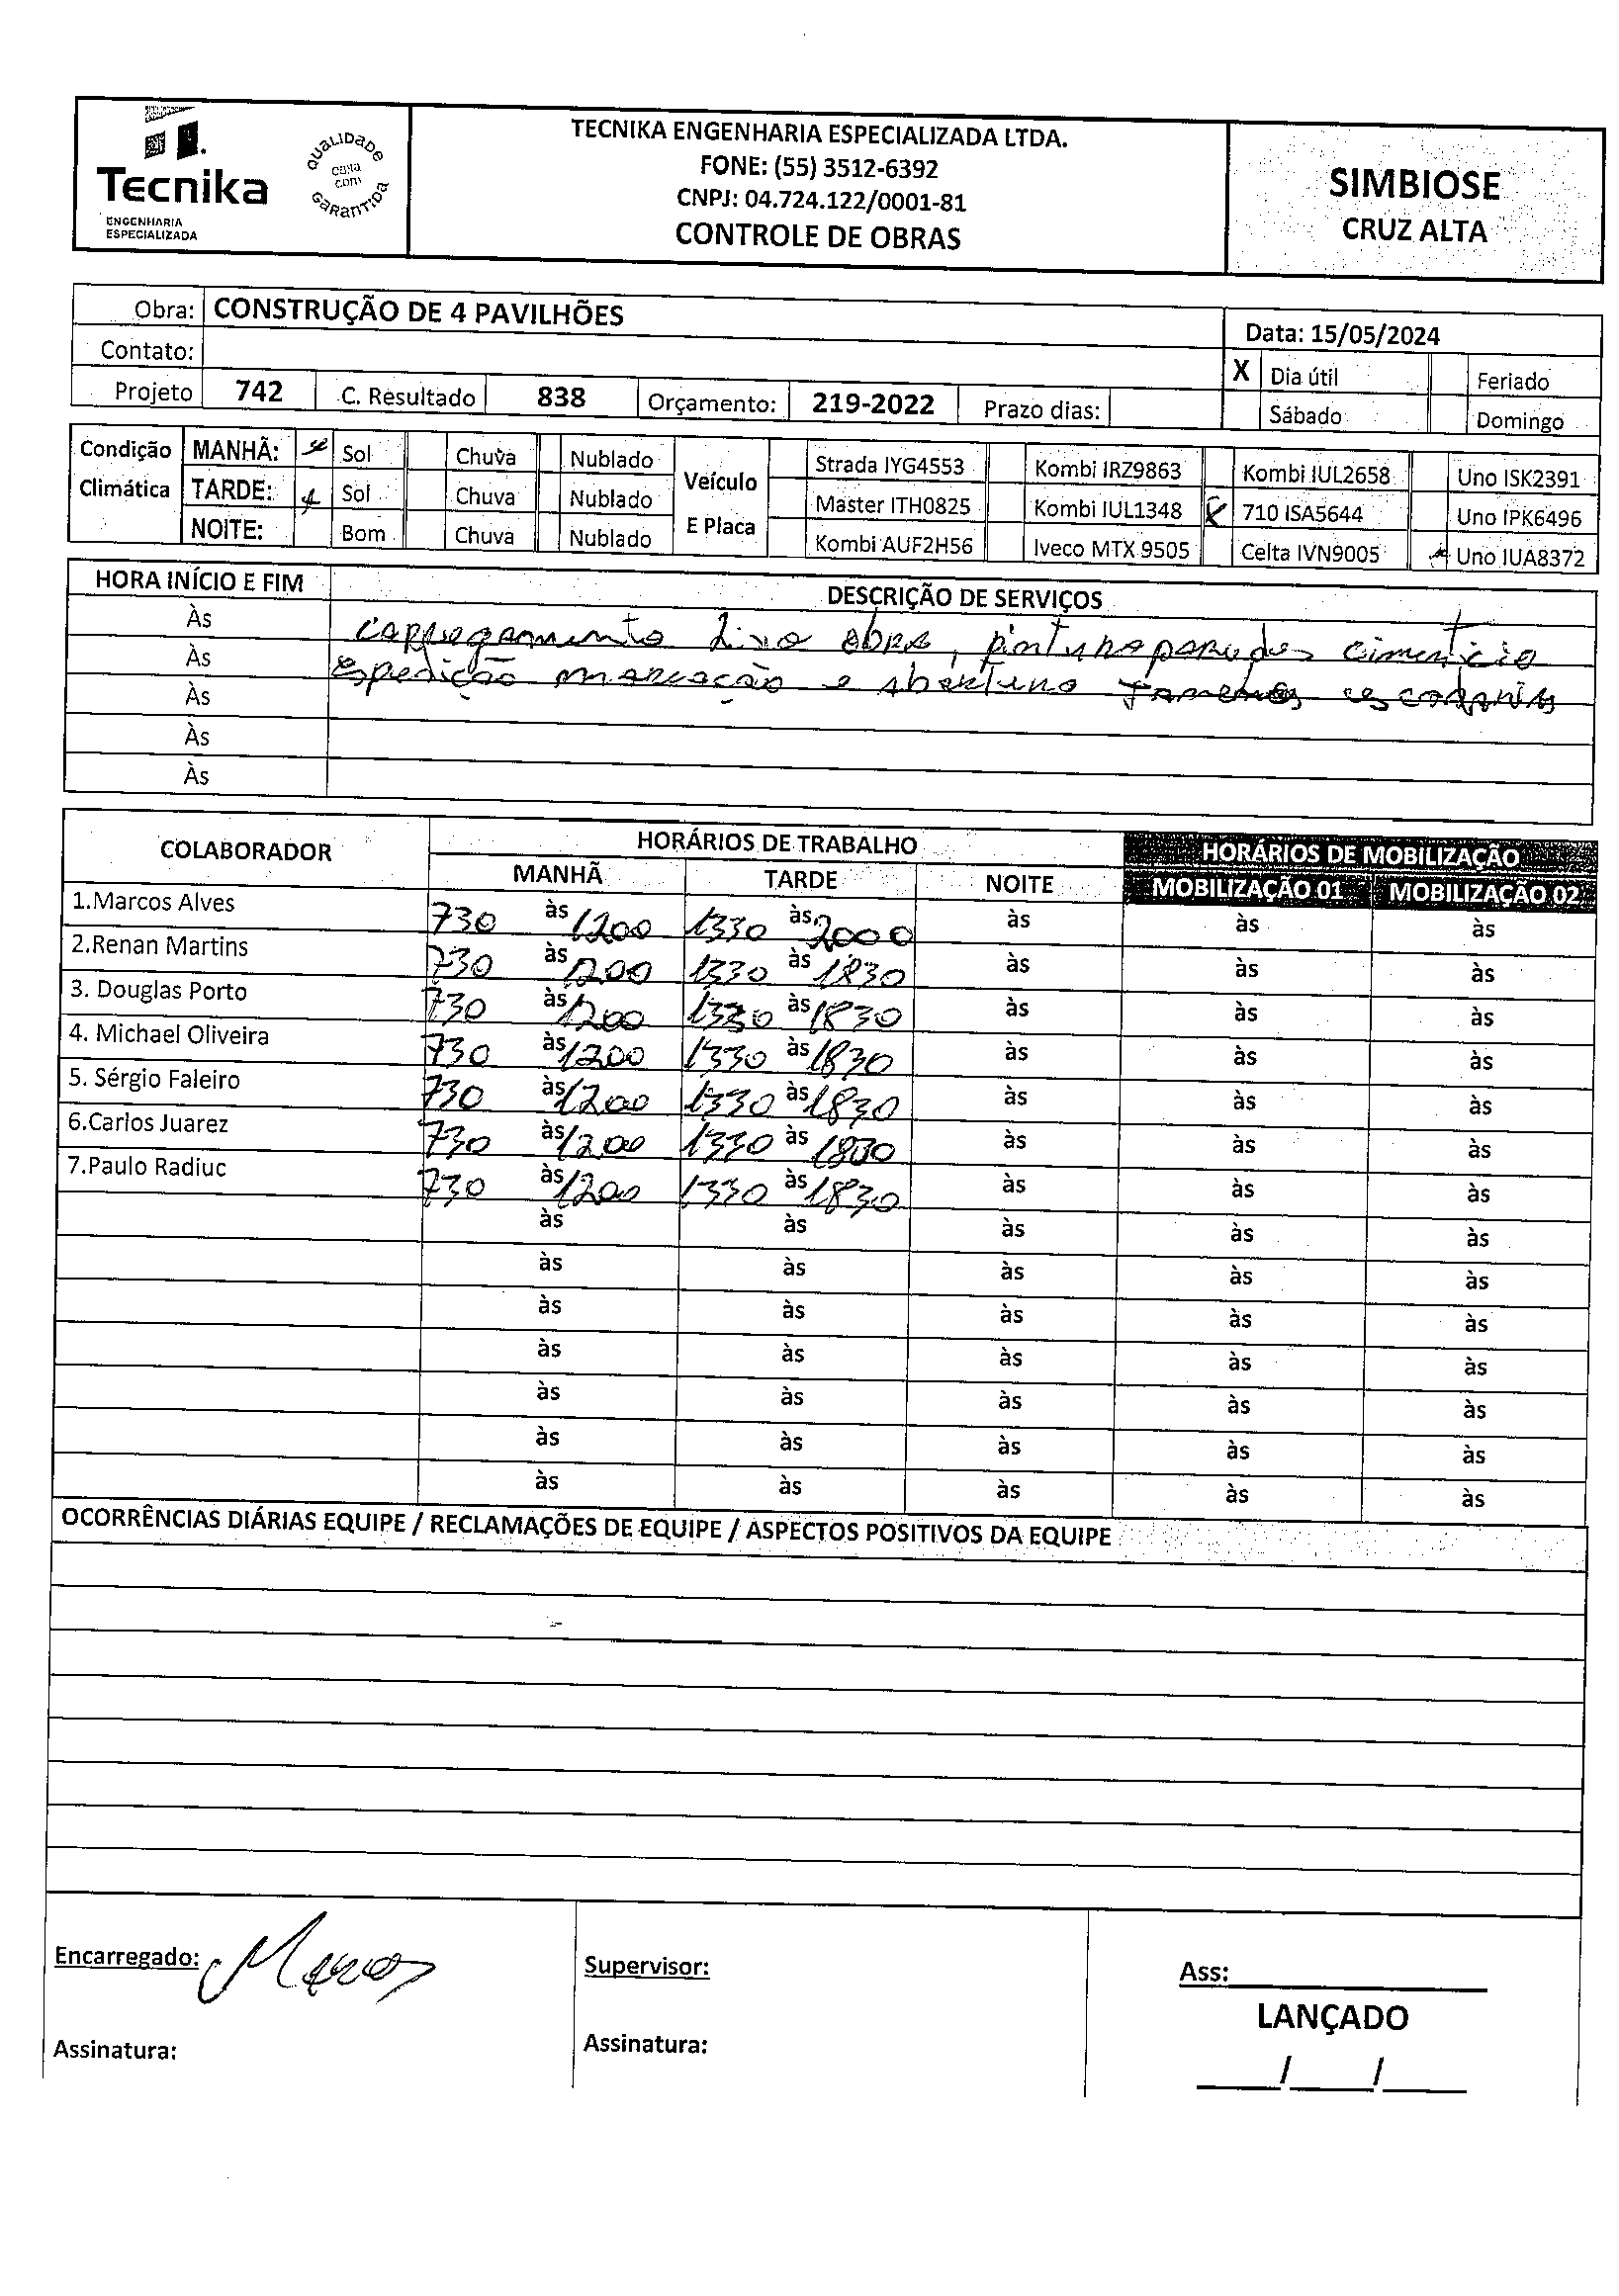 Tecnika
ENGENHARIA
ESPECIALIZADA
QUALIDADE
GARANTIDA
TECNIKA ENGENHARIA ESPECIALIZADA LTDA.
FONE: (55) 3512-6392
CNPJ: 04.724.122/0001-81
CONTROLE DE OBRAS
SIMBIOSE
CRUZ ALTA
Obra: CONSTRUÇÃO DE 4 PAVILHÕES
Data: 15/05/2024
Contato:
X Dia útil Feriado
Projeto 742 C. Resultado 838 Orçamento: 219-2022 Prazo dias:
Sábado Domingo
Condição Climática
MANHÃ: x Sol Chuva Nublado
TARDE: x Sol Chuva Nublado
NOITE: Bom Chuva Nublado
Veículo E Placa
Strada IYG4553 Kombi IRZ9863 Kombi IUL2658 Uno ISK2391
Master ITH0825 Kombi IUL1348 x 710 ISA5644 Uno IPK6496
Kombi AUF2H56 Iveco MTX 9505 Celta IVN9005 x Uno IUA8372
HORA INÍCIO E FIM DESCRIÇÃO DE SERVIÇOS
Às carregamento lixo obra, pintura paredes cimenticio
Às expedição marcação e abertura
Às
Às
Às
COLABORADOR HORÁRIOS DE TRABALHO HORÁRIOS DE MOBILIZAÇÃO
MANHÃ TARDE NOITE MOBILIZAÇÃO 01 MOBILIZAÇÃO 02
1.Marcos Alves 730 às 1200 1330 às 2000 às às às
2.Renan Martins 730 às 1200 1330 às 1830 às às às
3. Douglas Porto 730 às 1200 1330 às 1830 às às às
4. Michael Oliveira 730 às 1200 1330 às 1830 às às às
5. Sérgio Faleiro 730 às 1200 1330 às 1830 às às às
6.Carlos Juarez 730 às 1200 1330 às 1830 às às às
7.Paulo Radiuc 730 às 1200 1330 às 1830 às às às
às às às às às
às às às às às
às às às às às
às às às às às
às às às às às
às às às às às
às às às às às
OCORRÊNCIAS DIÁRIAS EQUIPE / RECLAMAÇÕES DE EQUIPE / ASPECTOS POSITIVOS DA EQUIPE
Encarregado: Marcos
Supervisor:
Ass:
LANÇADO
Assinatura:
Assinatura:
___/___/___